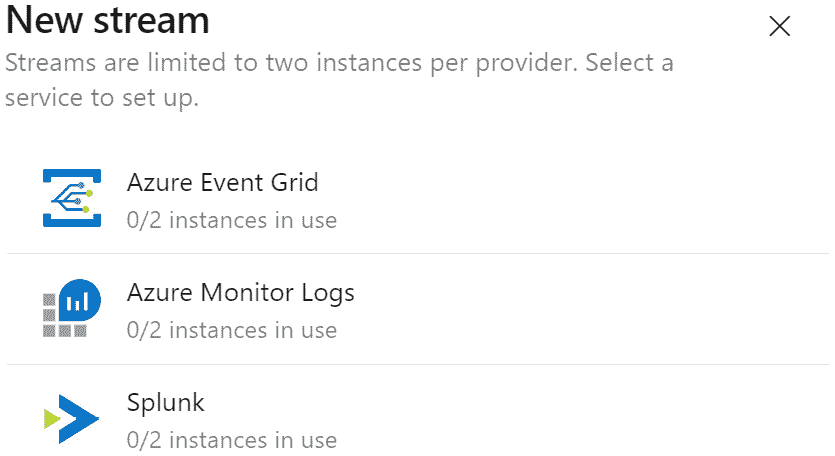 New stream
Streams are limited to two instances per provider. Select a
service to set up.
Azure Event Grid
0/2 instances in use
Azure Monitor Logs
0/2 instances in use
Splunk
0/2 instances in use